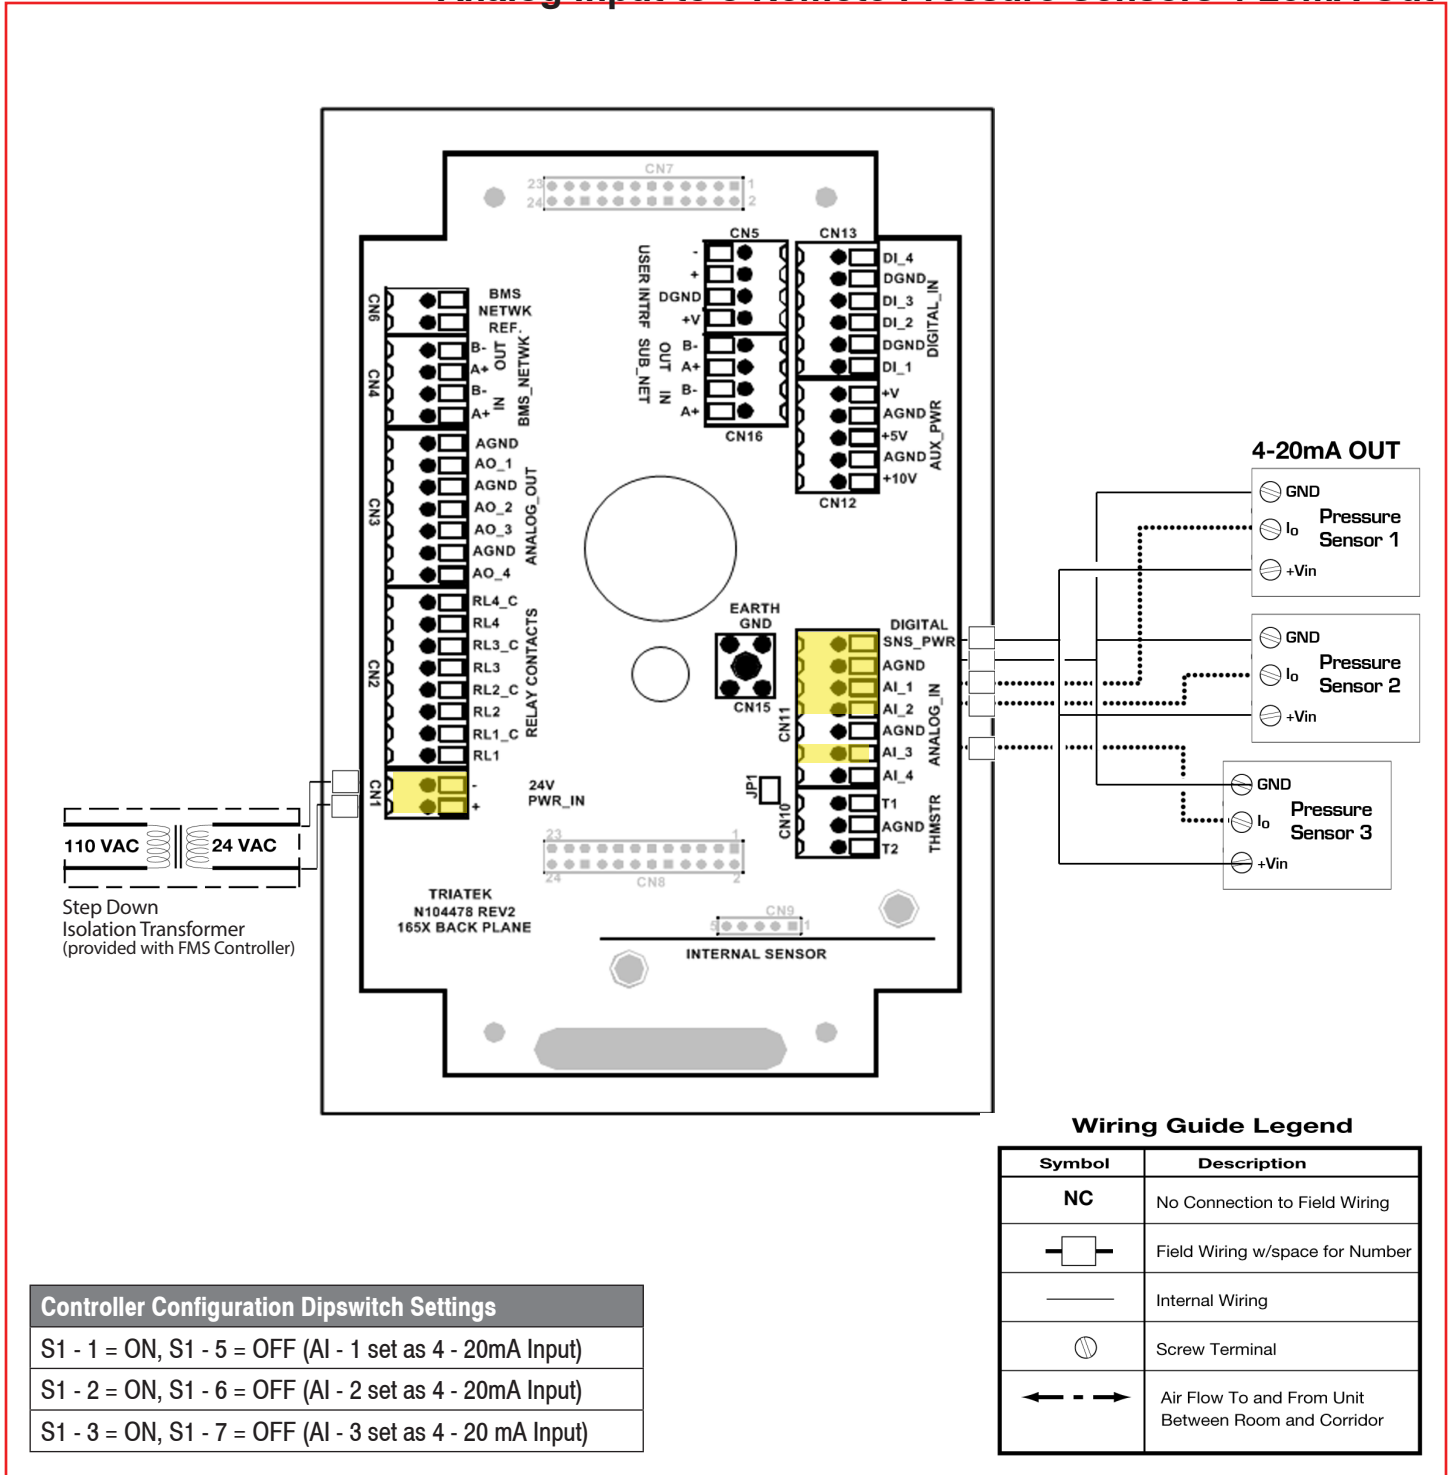 CN7
23 1
24 2
CN5
-
+
DGND
+V
USER INTRF
B-
A+
B-
A+
OUT
IN
SUB_NET
CN16
CN13
DI_4
DGND
DI_3
DI_2
DGND
DI_1
DIGITAL_IN
+V
AGND
+5V
AGND
+10V
AUX_PWR
CN12
CN6
BMS
NETWK
REF.
CN4
B-
A+
B-
A+
OUT
IN
BMS_NETWK
CN3
AGND
AO_1
AGND
AO_2
AO_3
AGND
AO_4
ANALOG_OUT
CN2
RL4_C
RL4
RL3_C
RL3
RL2_C
RL2
RL1_C
RL1
RELAY CONTACTS
CN1
-
+
24V
PWR_IN
EARTH
GND
CN15
DIGITAL
SNS_PWR
AGND
AI_1
AI_2
AGND
AI_3
AI_4
CN11
ANALOG_IN
JP1
CN10
T1
AGND
T2
THMSTR
23 1
24 2
CN8
CN9
5 1
INTERNAL SENSOR
TRIATEK
N104478 REV2
165X BACK PLANE
110 VAC
24 VAC
Step Down
Isolation Transformer
(provided with FMS Controller)
4-20mA OUT
GND
Io
+Vin
Pressure
Sensor 1
GND
Io
+Vin
Pressure
Sensor 2
GND
Io
+Vin
Pressure
Sensor 3
Wiring Guide Legend
Symbol Description
NC No Connection to Field Wiring
Field Wiring w/space for Number
Internal Wiring
Screw Terminal
Air Flow To and From Unit
Between Room and Corridor
Controller Configuration Dipswitch Settings
S1 - 1 = ON, S1 - 5 = OFF (AI - 1 set as 4 - 20mA Input)
S1 - 2 = ON, S1 - 6 = OFF (AI - 2 set as 4 - 20mA Input)
S1 - 3 = ON, S1 - 7 = OFF (AI - 3 set as 4 - 20 mA Input)